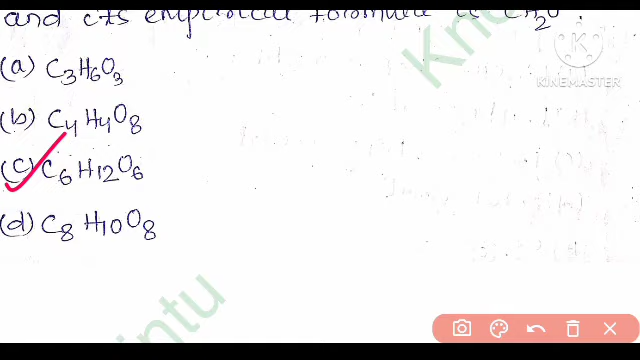 and its empirical formula is CH2O.
KINEMASTER
(a) C3H6O3
(b) C4H4O8
(c) C6H12O6
(d) C8H10O8